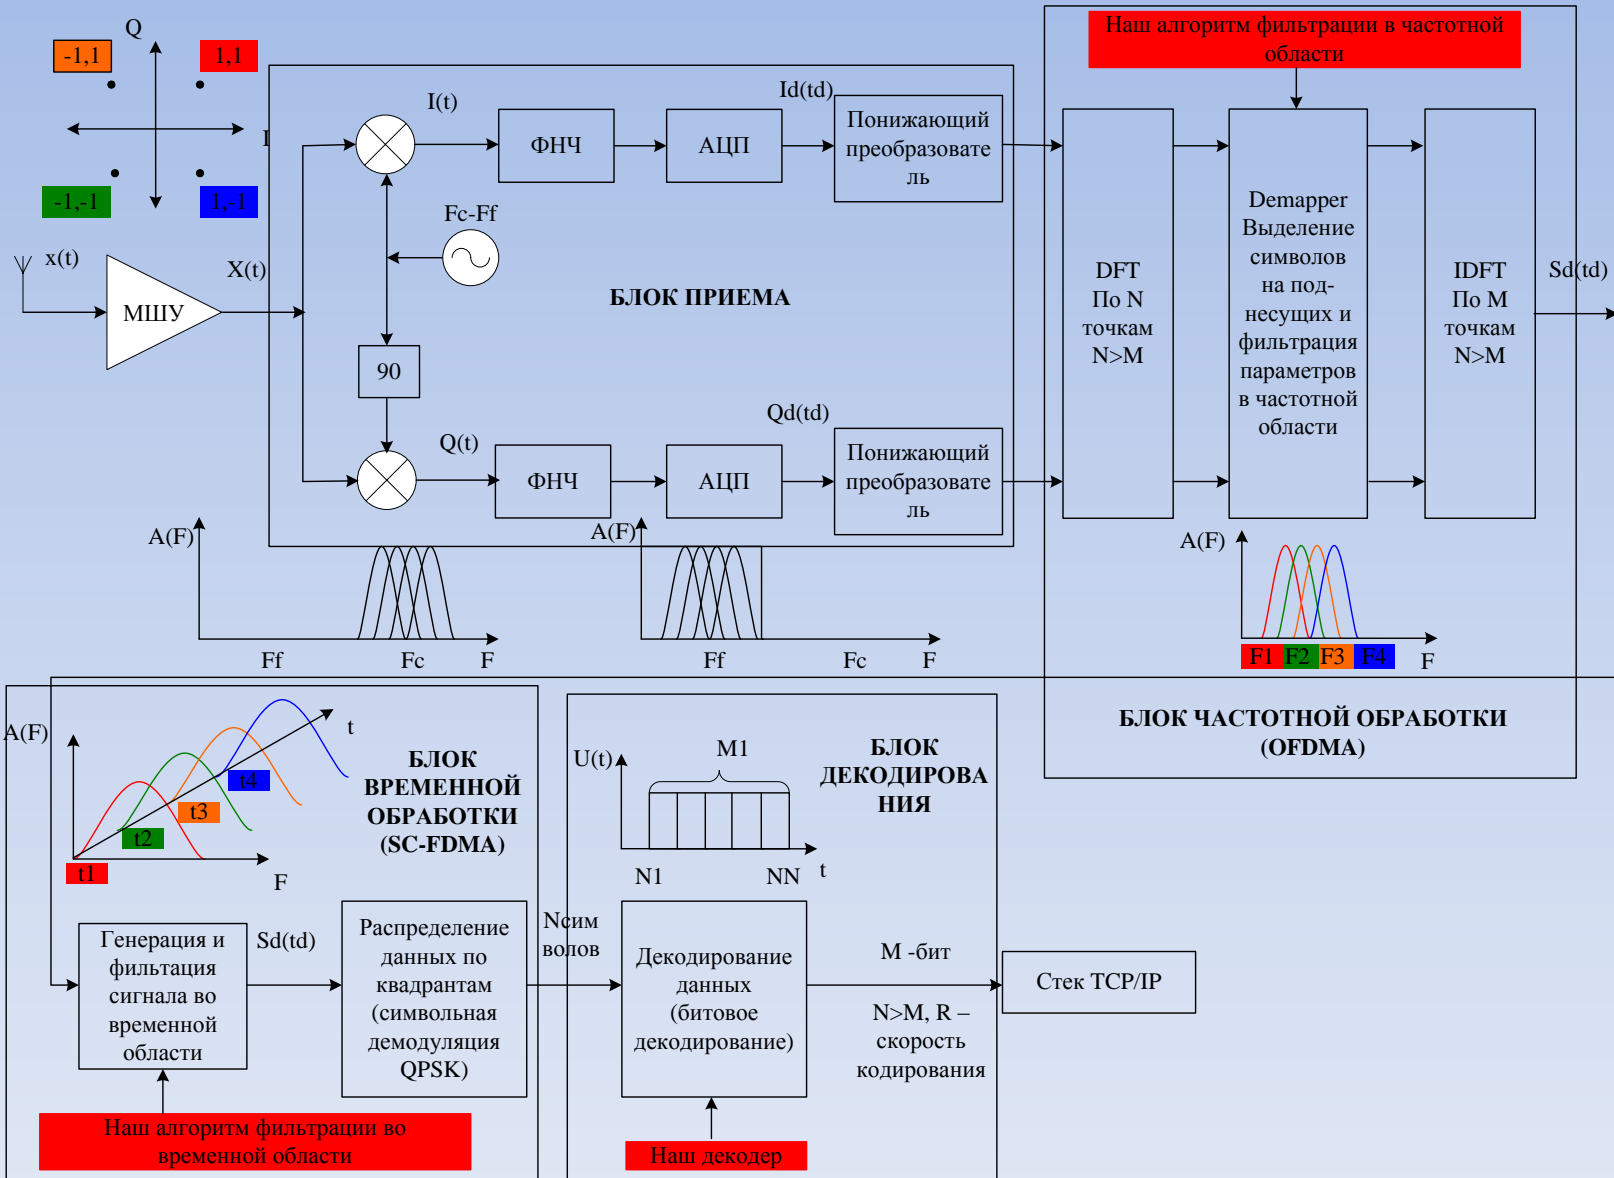 Q
-1,1
1,1
I
-1,-1
1,-1
x(t)
МШУ
X(t)
I(t)
ФНЧ
АЦП
Id(td)
Понижающий
преобразовате
ль
Fc-Ff
БЛОК ПРИЕМА
90
Q(t)
ФНЧ
АЦП
Qd(td)
Понижающий
преобразовате
ль
Наш алгоритм фильтрации в частотной
области
DFT
По N
точкам
N>M
Demapper
Выделение
символов
на под-
несущих и
фильтрация
параметров
в частотной
области
IDFT
По M
точкам
N>M
Sd(td)
A(F)
Ff
Fc
F
A(F)
Ff
Fc
F
A(F)
F1
F2
F3
F4
F
БЛОК ЧАСТОТНОЙ ОБРАБОТКИ
(OFDMA)
A(F)
t
t1
t2
t3
t4
F
БЛОК
ВРЕМЕННОЙ
ОБРАБОТКИ
(SC-FDMA)
Генерация и
фильтация
сигнала во
временной
области
Sd(td)
Распределение
данных по
квадрантам
(символьная
демодуляция
QPSK)
Наш алгоритм фильтрации во
временной области
Nсим
волов
U(t)
M1
N1
NN
t
БЛОК
ДЕКОДИРОВА
НИЯ
Декодирование
данных
(битовое
декодирование)
Наш декодер
M -бит
N>M, R –
скорость
кодирования
Стек TCP/IP